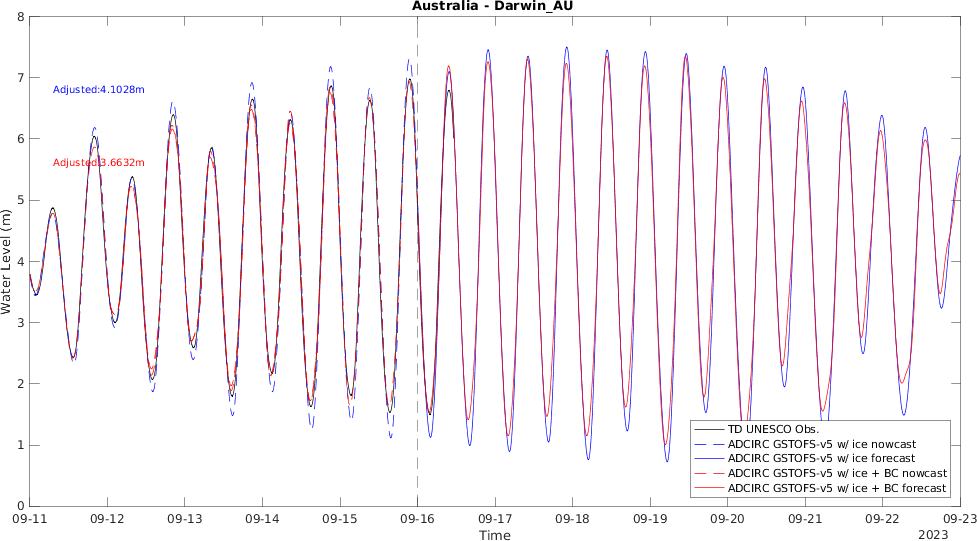 Australia - Darwin_AU
8
7
6
5
4
3
2
1
0
Water Level (m)
Adjusted:4.1028m
Adjusted:3.6632m
TD UNESCO Obs.
ADCIRC GSTOFS-v5 w/ ice nowcast
ADCIRC GSTOFS-v5 w/ ice forecast
ADCIRC GSTOFS-v5 w/ ice + BC nowcast
ADCIRC GSTOFS-v5 w/ ice + BC forecast
09-11 09-12 09-13 09-14 09-15 09-16 09-17 09-18 09-19 09-20 09-21 09-22 09-23
Time
2023